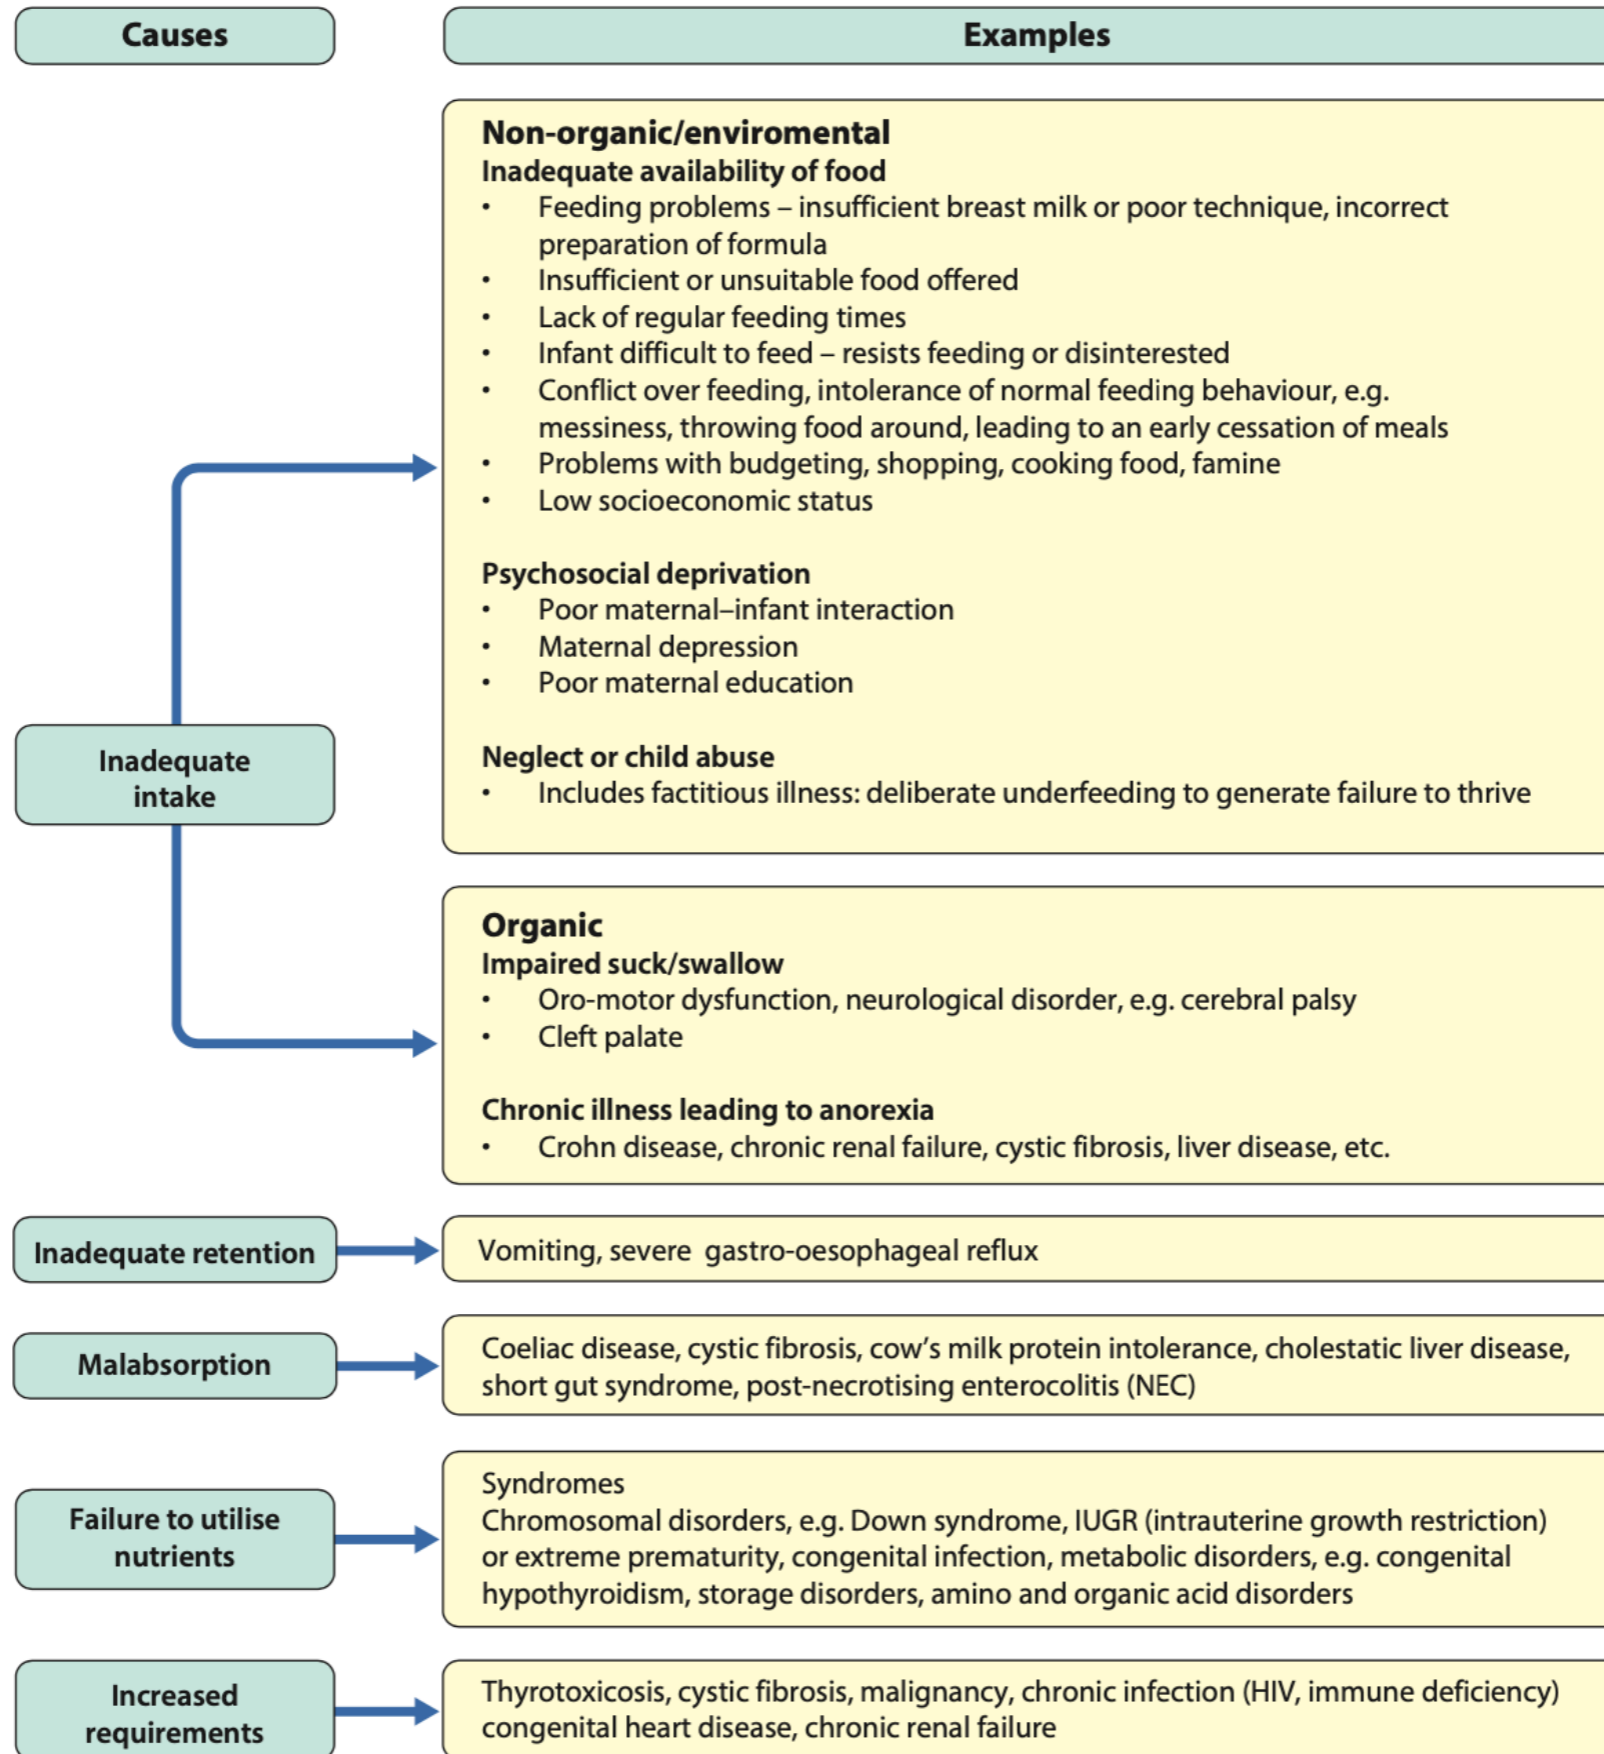 Causes
Examples
Non-organic/enviromental
Inadequate availability of food
• Feeding problems – insufficient breast milk or poor technique, incorrect
preparation of formula
• Insufficient or unsuitable food offered
• Lack of regular feeding times
• Infant difficult to feed – resists feeding or disinterested
• Conflict over feeding, intolerance of normal feeding behaviour, e.g.
messiness, throwing food around, leading to an early cessation of meals
• Problems with budgeting, shopping, cooking food, famine
• Low socioeconomic status
Psychosocial deprivation
• Poor maternal–infant interaction
• Maternal depression
• Poor maternal education
Neglect or child abuse
• Includes factitious illness: deliberate underfeeding to generate failure to thrive
Inadequate
intake
Organic
Impaired suck/swallow
• Oro-motor dysfunction, neurological disorder, e.g. cerebral palsy
• Cleft palate
Chronic illness leading to anorexia
• Crohn disease, chronic renal failure, cystic fibrosis, liver disease, etc.
Inadequate retention
Vomiting, severe gastro-oesophageal reflux
Malabsorption
Coeliac disease, cystic fibrosis, cow's milk protein intolerance, cholestatic liver disease,
short gut syndrome, post-necrotising enterocolitis (NEC)
Failure to utilise
nutrients
Syndromes
Chromosomal disorders, e.g. Down syndrome, IUGR (intrauterine growth restriction)
or extreme prematurity, congenital infection, metabolic disorders, e.g. congenital
hypothyroidism, storage disorders, amino and organic acid disorders
Increased
requirements
Thyrotoxicosis, cystic fibrosis, malignancy, chronic infection (HIV, immune deficiency)
congenital heart disease, chronic renal failure